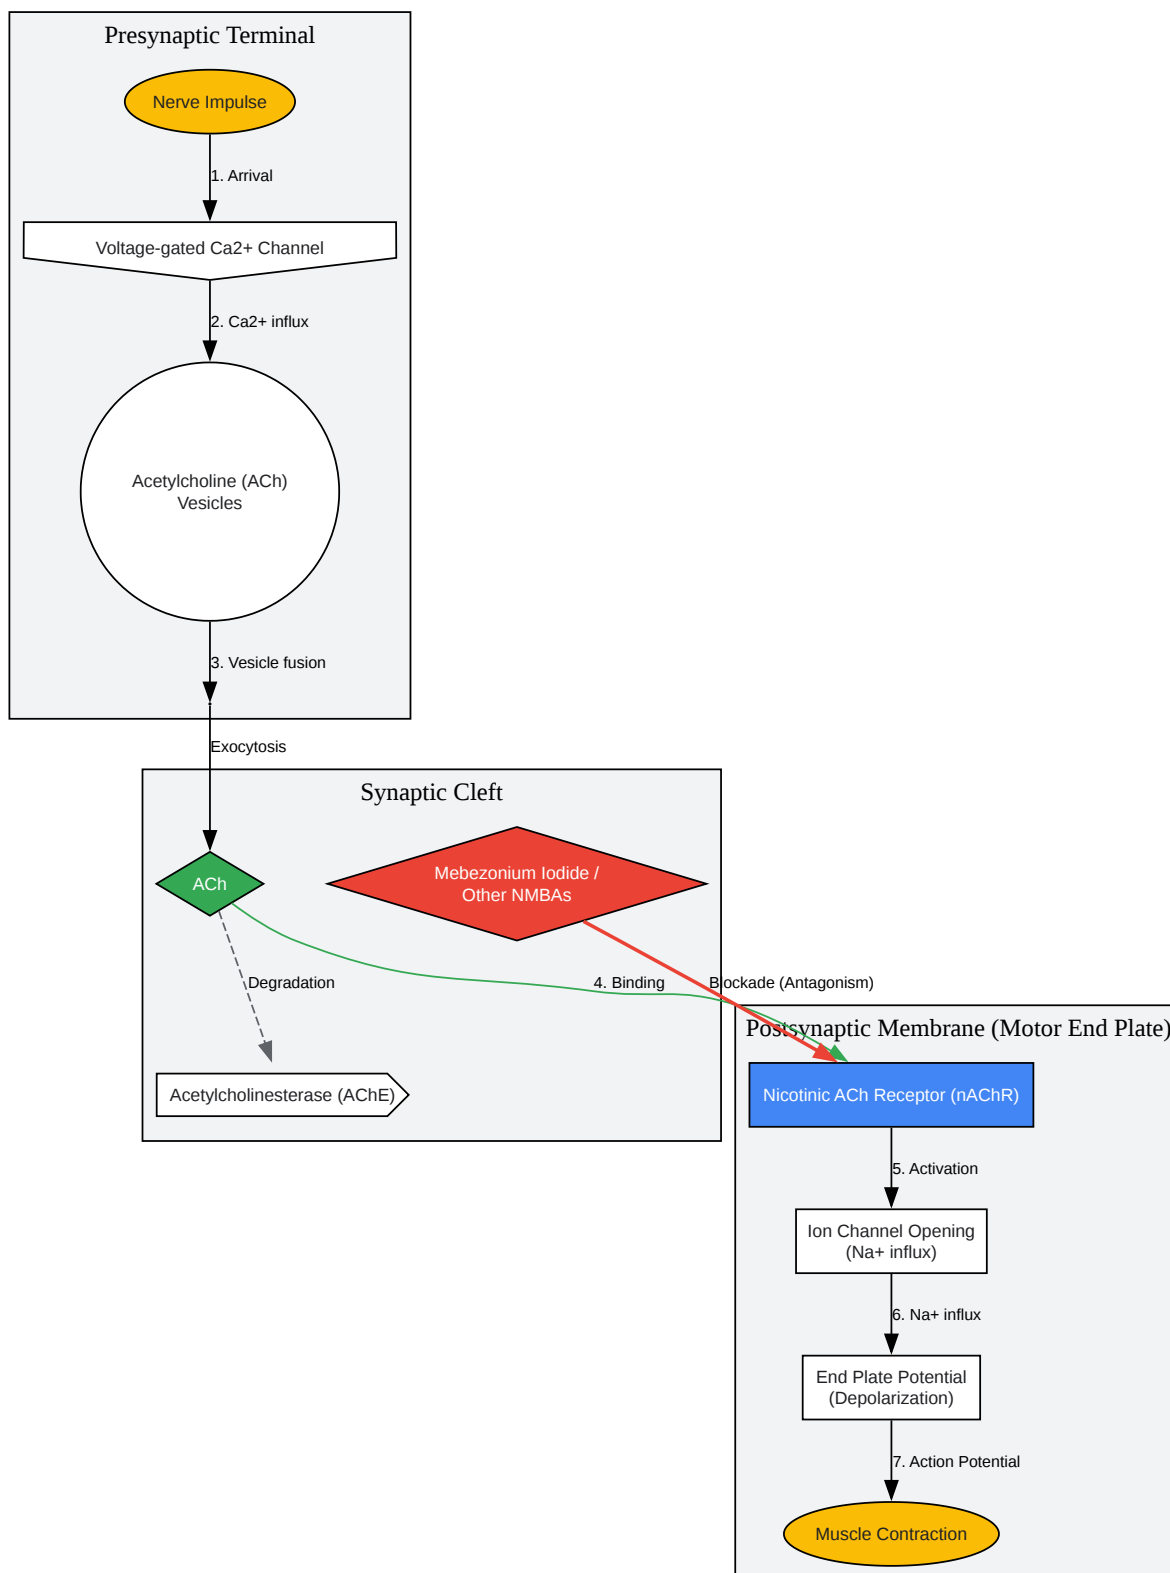 Presynaptic Terminal
Nerve Impulse
1. Arrival
Voltage-gated Ca2+ Channel
2. Ca2+ influx
Acetylcholine (ACh)
Vesicles
3. Vesicle fusion
Exocytosis
Synaptic Cleft
ACh
Mebezonium Iodide /
Other NMBAs
Degradation
4. Binding
Blockade (Antagonism)
Acetylcholinesterase (AChE)
Postsynaptic Membrane (Motor End Plate)
Nicotinic ACh Receptor (nAChR)
5. Activation
Ion Channel Opening
(Na+ influx)
6. Na+ influx
End Plate Potential
(Depolarization)
7. Action Potential
Muscle Contraction